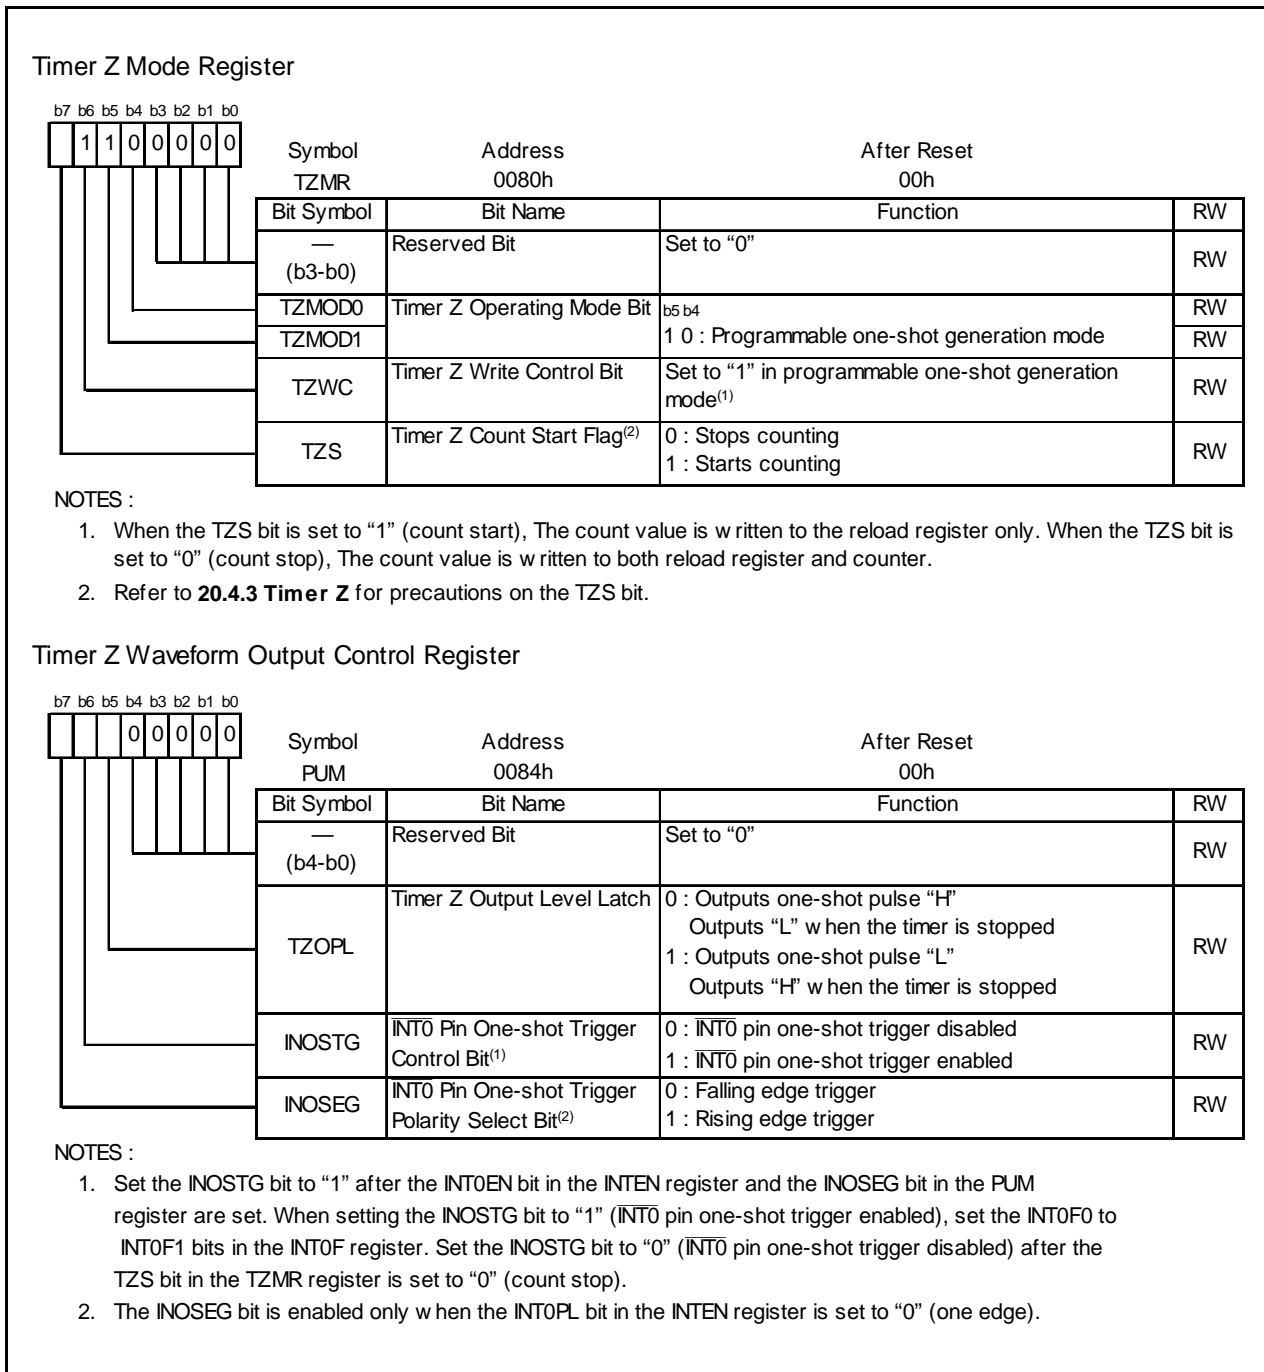 Timer Z Mode Register
b7 b6 b5 b4 b3 b2 b1 b0
1 1 0 0 0 0 0
Symbol Address After Reset
TZMR 0080h 00h
Bit Symbol Bit Name Function RW
— Reserved Bit Set to “0”
(b3-b0) RW
TZMOD0 Timer Z Operating Mode Bit b5 b4 RW
TZMOD1 1 0 : Programmable one-shot generation mode RW
TZWC Timer Z Write Control Bit Set to “1” in programmable one-shot generation
mode(1) RW
TZS Timer Z Count Start Flag(2) 0 : Stops counting
1 : Starts counting RW
NOTES :
1. When the TZS bit is set to “1” (count start), The count value is written to the reload register only. When the TZS bit is
set to “0” (count stop), The count value is written to both reload register and counter.
2. Refer to 20.4.3 Timer Z for precautions on the TZS bit.
Timer Z Waveform Output Control Register
b7 b6 b5 b4 b3 b2 b1 b0
0 0 0 0 0
Symbol Address After Reset
PUM 0084h 00h
Bit Symbol Bit Name Function RW
— Reserved Bit Set to “0”
(b4-b0) RW
TZOPL Timer Z Output Level Latch 0 : Outputs one-shot pulse “H”
Outputs “L” when the timer is stopped
1 : Outputs one-shot pulse “L” RW
Outputs “H” when the timer is stopped
INOSTG INT0 Pin One-shot Trigger 0 : INT0 pin one-shot trigger disabled
Control Bit(1) 1 : INT0 pin one-shot trigger enabled RW
INOSEG INT0 Pin One-shot Trigger 0 : Falling edge trigger
Polarity Select Bit(2) 1 : Rising edge trigger RW
NOTES :
1. Set the INOSTG bit to “1” after the INT0EN bit in the INTEN register and the INOSEG bit in the PUM
register are set. When setting the INOSTG bit to “1” (INT0 pin one-shot trigger enabled), set the INT0F0 to
INT0F1 bits in the INT0F register. Set the INOSTG bit to “0” (INT0 pin one-shot trigger disabled) after the
TZS bit in the TZMR register is set to “0” (count stop).
2. The INOSEG bit is enabled only when the INT0PL bit in the INTEN register is set to “0” (one edge).